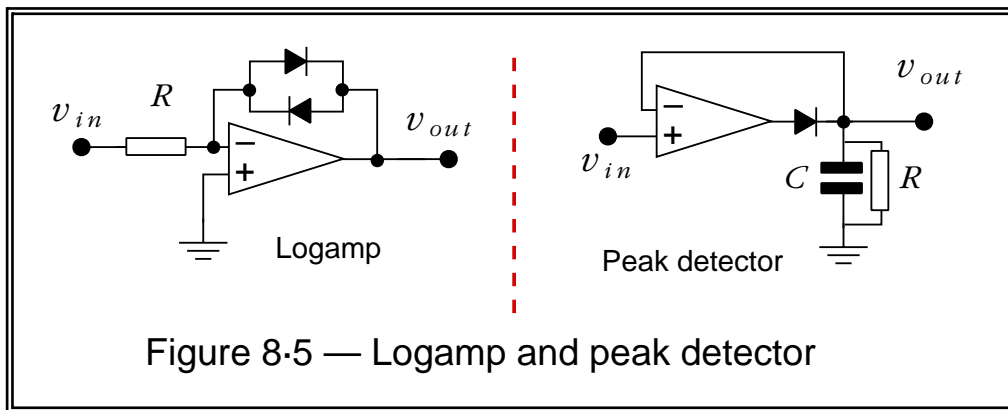 v in
R
v out
−
+
Logamp
v out
−
+
v in
C
R
Peak detector
Figure 8·5 — Logamp and peak detector